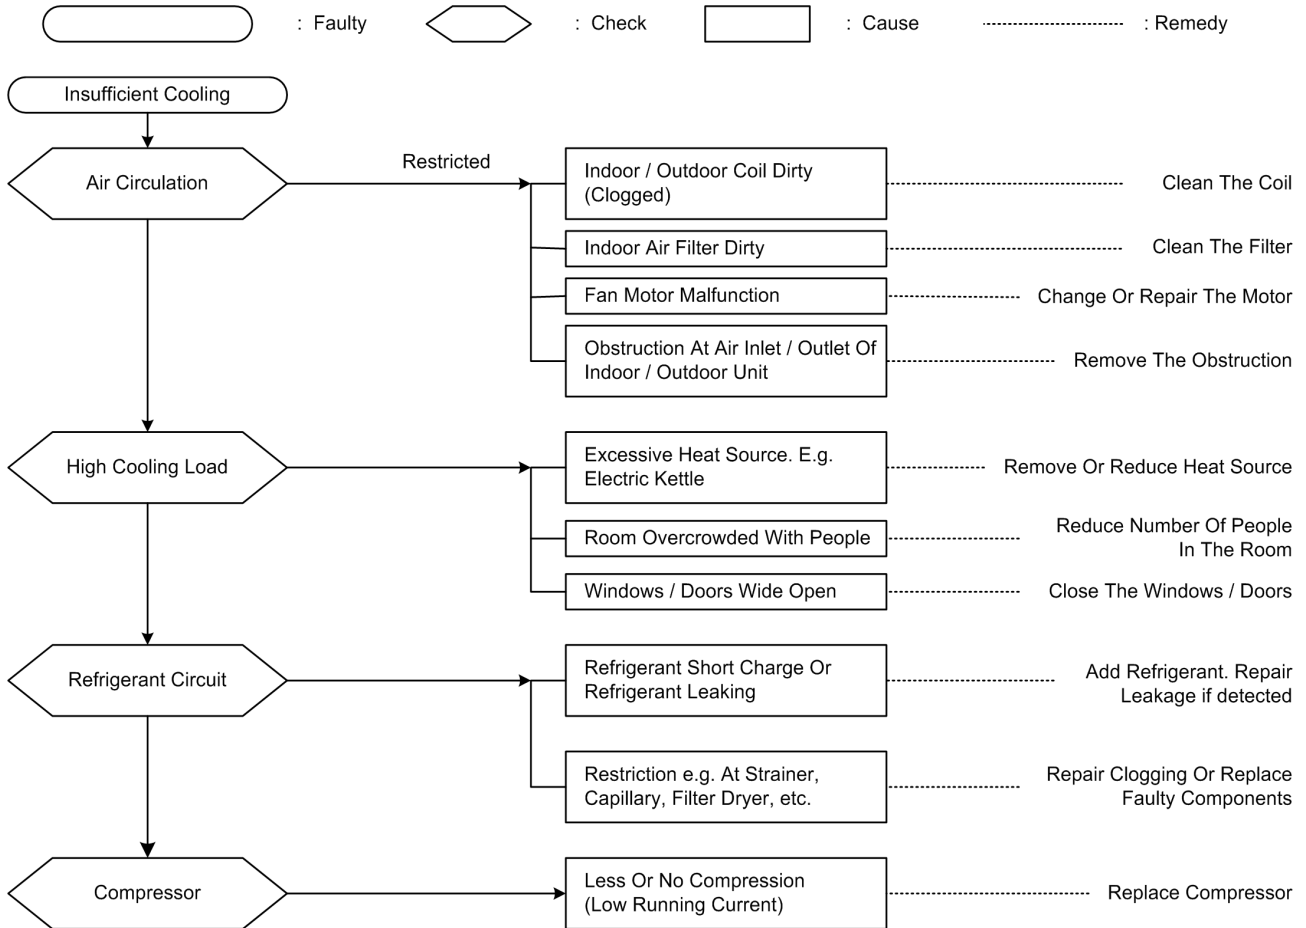 : Faulty
: Check
: Cause
: Remedy
Insufficient Cooling
Air Circulation
Restricted
Indoor / Outdoor Coil Dirty
(Clogged)
Clean The Coil
Indoor Air Filter Dirty
Clean The Filter
Fan Motor Malfunction
Change Or Repair The Motor
Obstruction At Air Inlet / Outlet Of
Indoor / Outdoor Unit
Remove The Obstruction
High Cooling Load
Excessive Heat Source. E.g.
Electric Kettle
Remove Or Reduce Heat Source
Room Overcrowded With People
Reduce Number Of People
In The Room
Windows / Doors Wide Open
Close The Windows / Doors
Refrigerant Circuit
Refrigerant Short Charge Or
Refrigerant Leaking
Add Refrigerant. Repair
Leakage if detected
Restriction e.g. At Strainer,
Capillary, Filter Dryer, etc.
Repair Clogging Or Replace
Faulty Components
Compressor
Less Or No Compression
(Low Running Current)
Replace Compressor